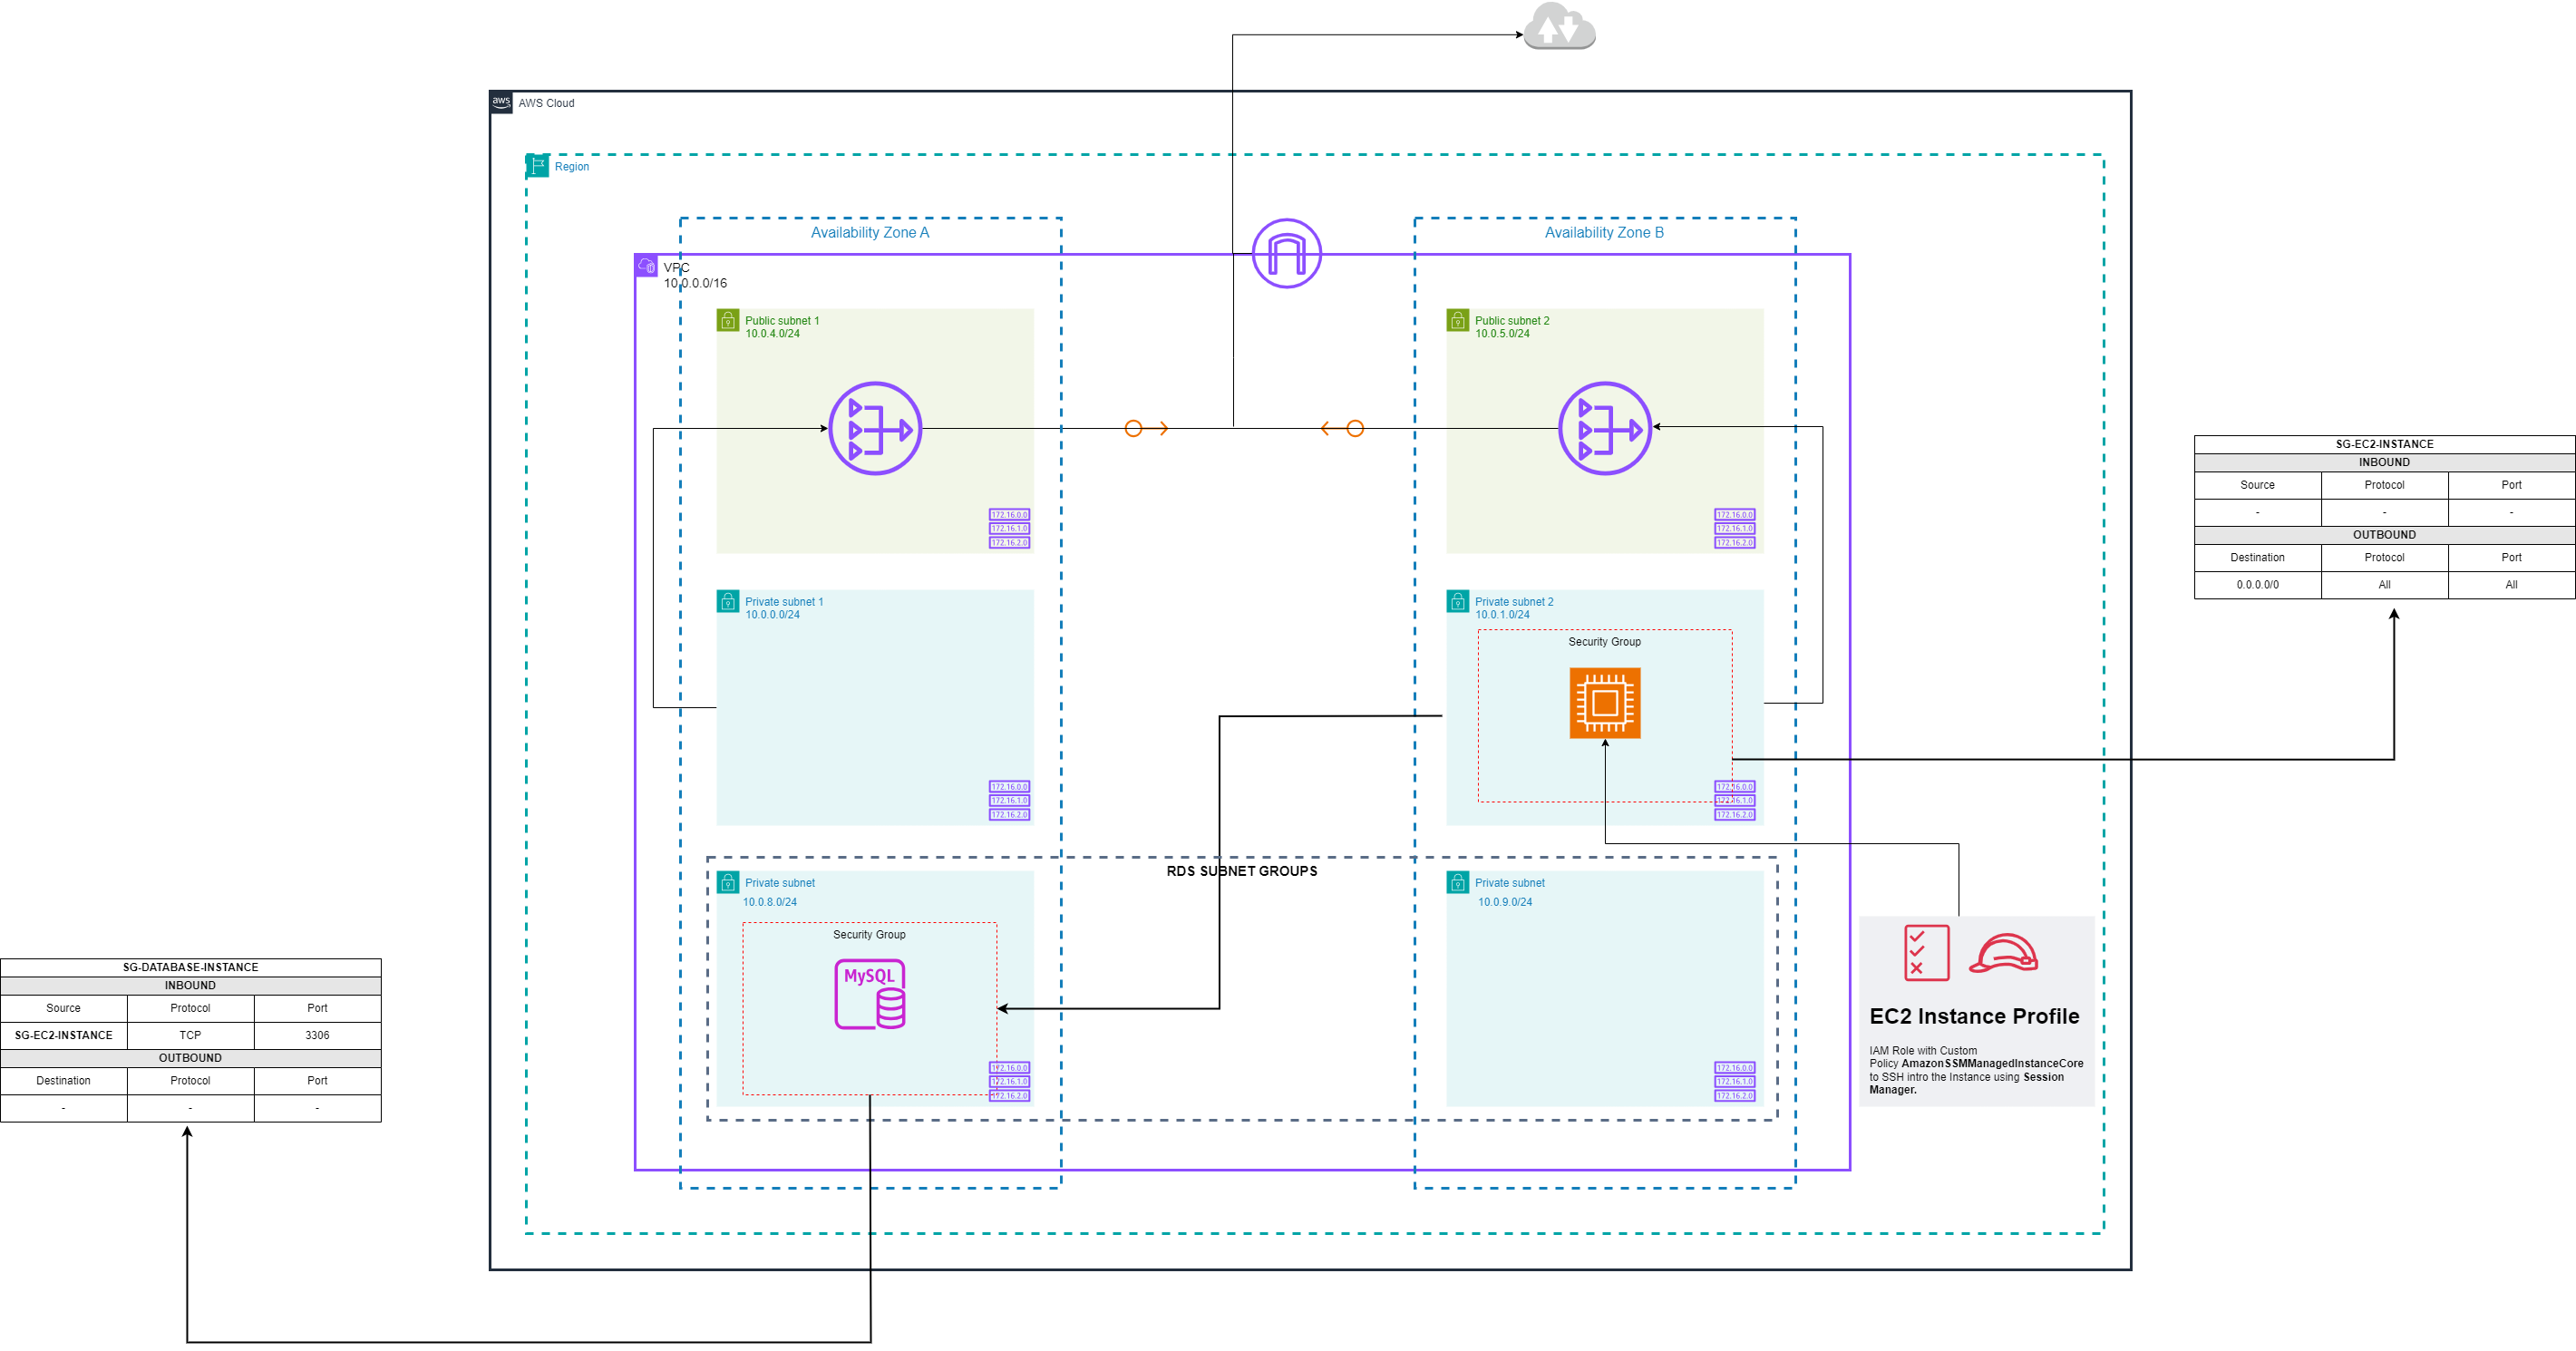 aws AWS Cloud
Region
Availability Zone A
Availability Zone B
VPC
10.0.0.0/16
Public subnet 1
10.0.4.0/24
172.16.0.0
172.16.1.0
172.16.2.0
Public subnet 2
10.0.5.0/24
172.16.0.0
172.16.1.0
172.16.2.0
Private subnet 1
10.0.0.0/24
172.16.0.0
172.16.1.0
172.16.2.0
Private subnet 2
10.0.1.0/24
Security Group
172.16.0.0
172.16.1.0
172.16.2.0
RDS SUBNET GROUPS
Private subnet
10.0.8.0/24
Security Group
MySQL
172.16.0.0
172.16.1.0
172.16.2.0
Private subnet
10.0.9.0/24
172.16.0.0
172.16.1.0
172.16.2.0
EC2 Instance Profile
IAM Role with Custom
Policy AmazonSSMManagedInstanceCore
to SSH intro the Instance using Session
Manager.
SG-EC2-INSTANCE
INBOUND
Source Protocol Port
- - -
OUTBOUND
Destination Protocol Port
0.0.0.0/0 All All
SG-DATABASE-INSTANCE
INBOUND
Source Protocol Port
SG-EC2-INSTANCE TCP 3306
OUTBOUND
Destination Protocol Port
- - -